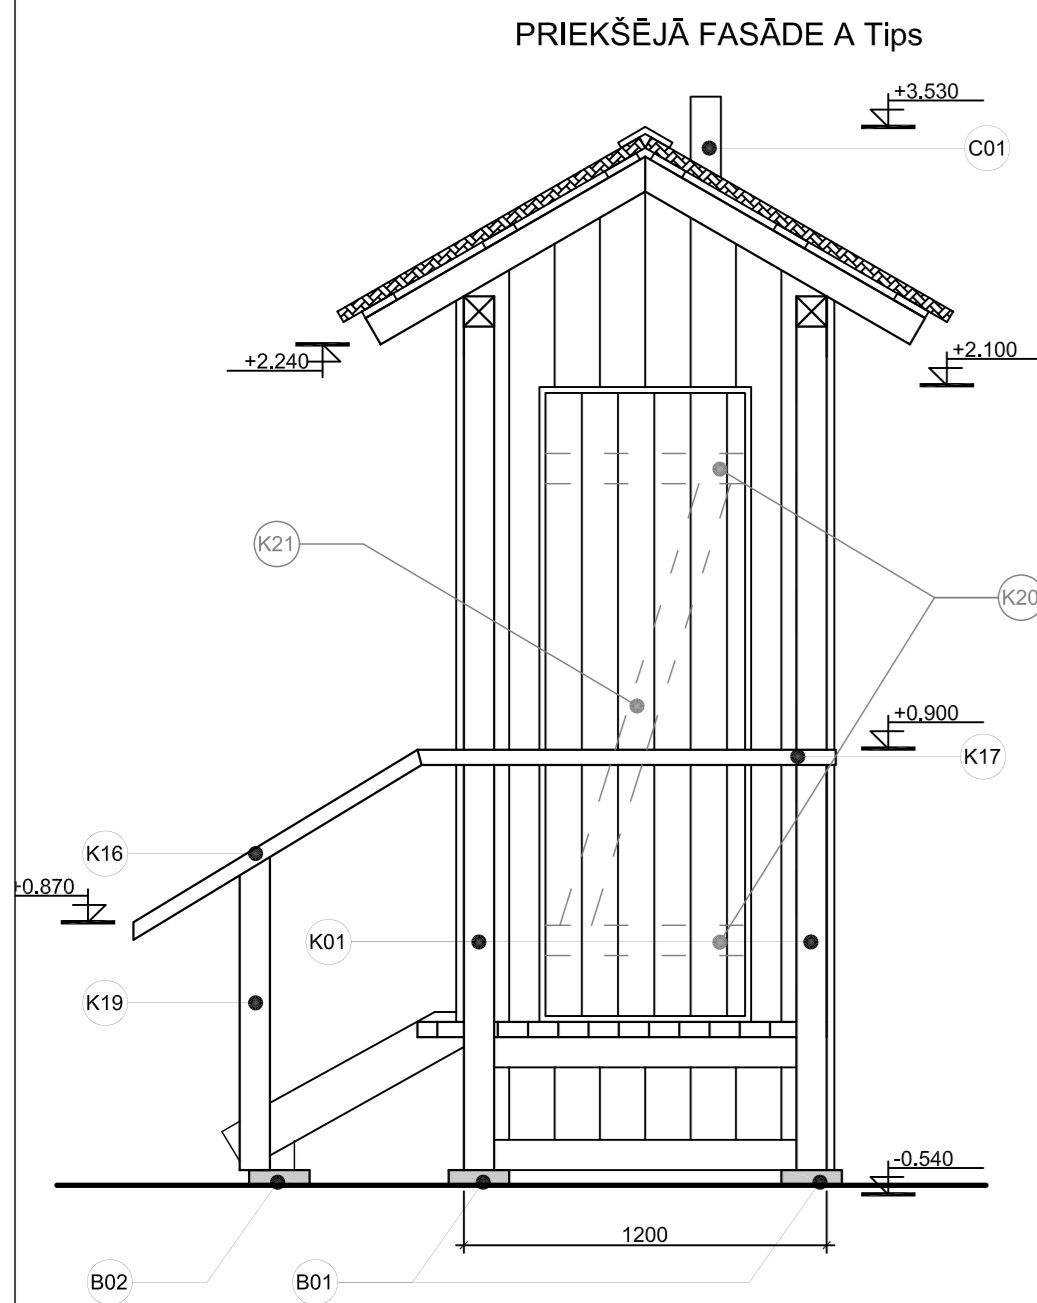 PRIEKŠĒJĀ FASĀDE A Tips
+3.530
C01
+2.240
+2.100
K21
K20
+0.900
K17
K16
+0.870
K01
K19
-0.540
1200
B02
B01